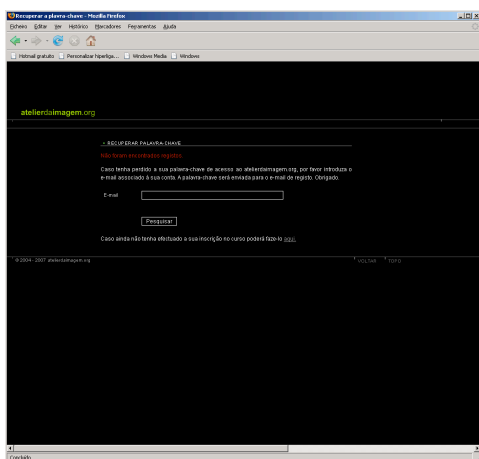 Recuperar a plavra-chave - Mozilla Firefox
Ficheiro Editar Ver Histórico Marcadores Ferramentas Ajuda
Hotmail gratuito Personalizar hiperliga... Windows Media Windows
atelierdaimagem.org
RECUPERAR PALAVRA-CHAVE
Não foram encontrados registos.
Caso tenha perdido a sua palavra-chave de acesso ao atelierdaimagem.org, por favor introduza o
e-mail associado à sua conta. A palavra-chave será enviada para o e-mail de registo. Obrigado.
E-mail
Pesquisar
Caso ainda não tenha efectuado a sua inscrição no curso poderá faze-lo aqui.
© 2004 - 2007 atelierdaimagem.org VOLTAR TOPO
Concluído